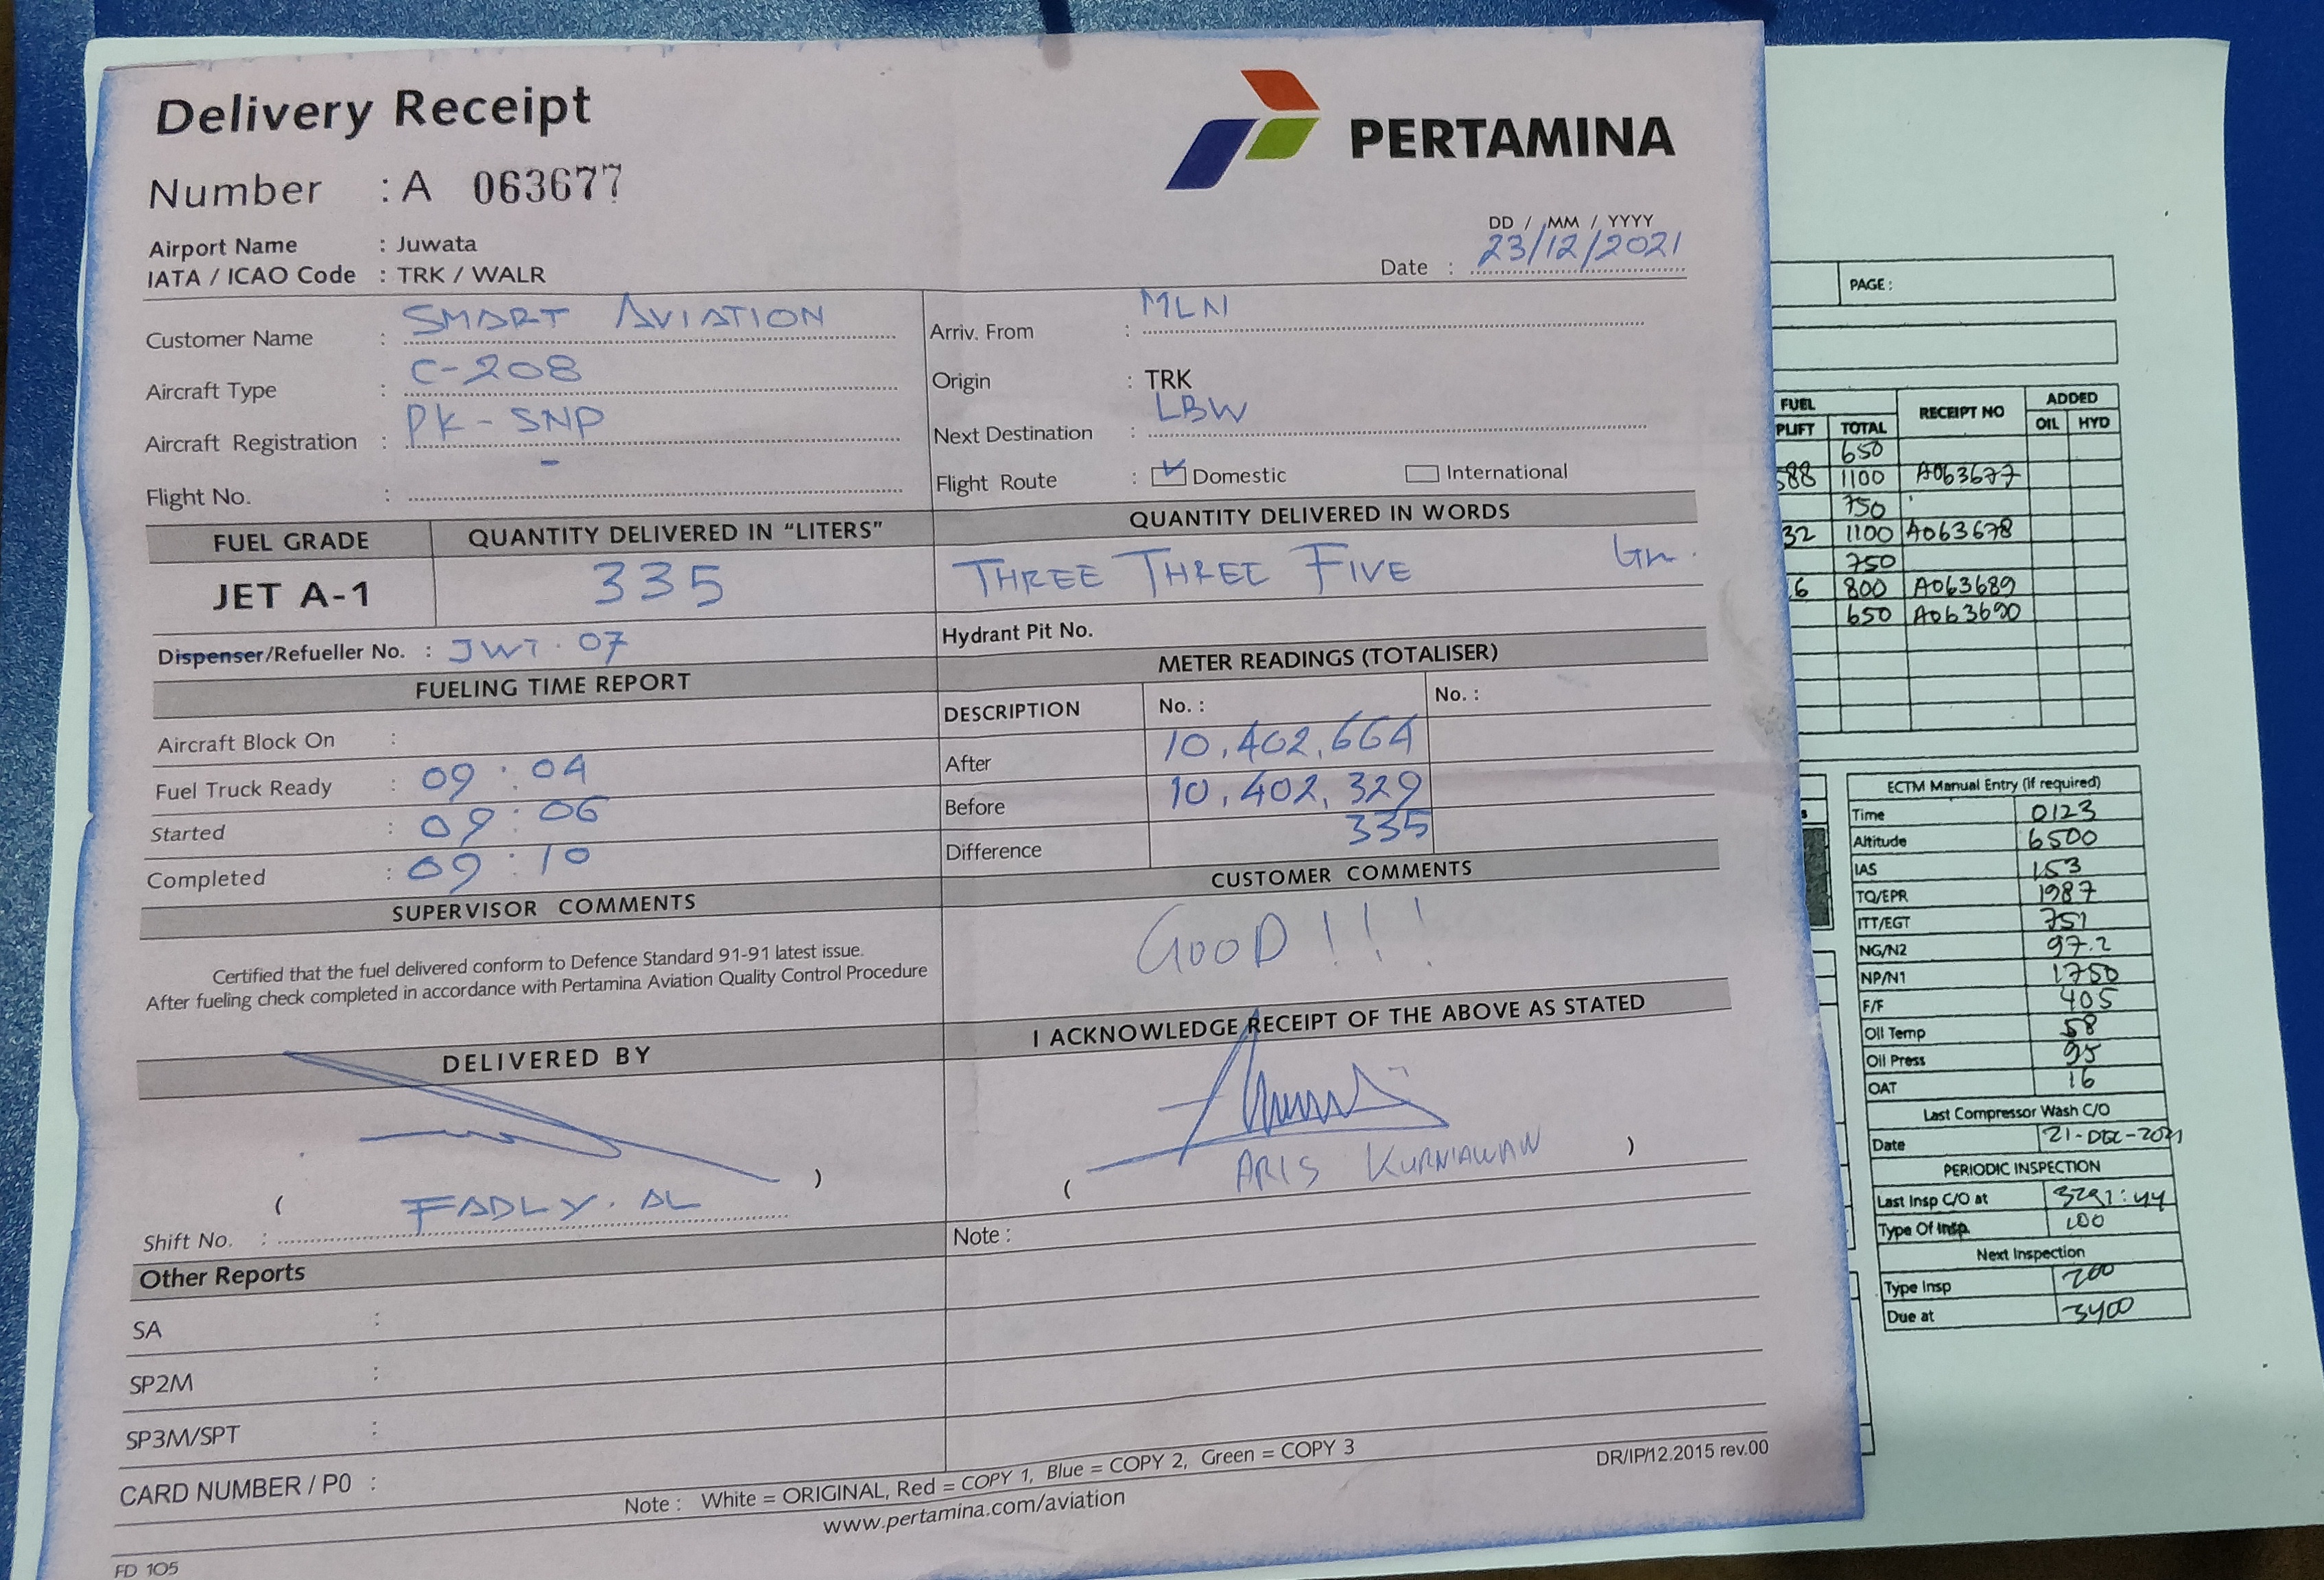 Delivery Receipt
PERTAMINA
Number : A 063677
Airport Name : Juwata
IATA / ICAO Code : TRK / WALR
DD / MM / YYYY
Date : 23/12/2021
Customer Name : SMART AVIATION
Aircraft Type : C-208
Aircraft Registration : PK-SNP
Flight No. : -
Arriv. From : MLN
Origin : TRK
Next Destination : LBW
Flight Route : Domestic International
FUEL GRADE QUANTITY DELIVERED IN "LITERS" QUANTITY DELIVERED IN WORDS
JET A-1 335 THREE THREE FIVE
Dispenser/Refueller No. : JWT. 07
Hydrant Pit No.
FUELING TIME REPORT
Aircraft Block On :
Fuel Truck Ready : 09 : 04
Started : 09 : 06
Completed : 09 : 10
METER READINGS (TOTALISER)
DESCRIPTION No. : No. :
After 10,402,664
Before 10,402,329
Difference 335
SUPERVISOR COMMENTS
Certified that the fuel delivered conform to Defence Standard 91-91 latest issue.
After fueling check completed in accordance with Pertamina Aviation Quality Control Procedure
CUSTOMER COMMENTS
GOOD ! ! !
DELIVERED BY
( )
FADLY. AL
Shift No. :
I ACKNOWLEDGE RECEIPT OF THE ABOVE AS STATED
( ARIS KURNIAWAN )
Note :
Other Reports
SA :
SP2M :
SP3M/SPT :
CARD NUMBER / P0 :
Note : White = ORIGINAL, Red = COPY 1, Blue = COPY 2, Green = COPY 3
DR/IP/12.2015 rev.00
www.pertamina.com/aviation
FD 105
PAGE :
FUEL RECEIPT NO ADDED
PLIFT TOTAL OIL HYD
650
588 1100 A063677
750
32 1100 A063678
750
6 800 A063689
650 A063690
ECTM Manual Entry (if required)
Time 0123
Altitude 6500
IAS 153
TQ/EPR 1987
ITT/EGT 751
NG/N2 97.2
NP/N1 1750
F/F 405
Oil Temp 58
Oil Press 95
OAT 16
Last Compressor Wash C/O
Date 21-DEC-2021
PERIODIC INSPECTION
Last Insp C/O at 3291:44
Type Of Insp. 100
Next Inspection
Type Insp 200
Due at 3400